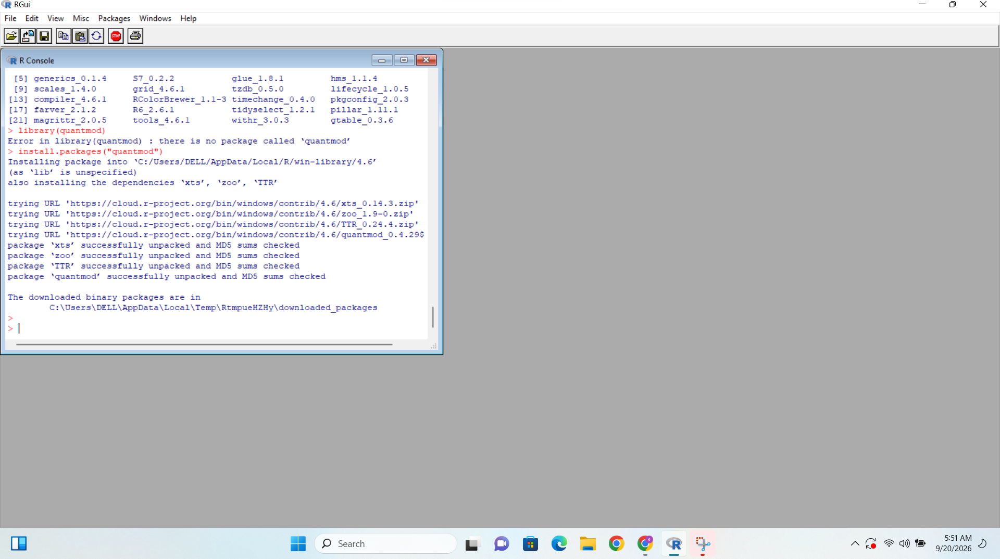 RGui
File Edit View Misc Packages Windows Help
STOP
R Console
[5] generics_0.1.4 S7_0.2.2 glue_1.8.1 hms_1.1.4
[9] scales_1.4.0 grid_4.6.1 tzdb_0.5.0 lifecycle_1.0.5
[13] compiler_4.6.1 RColorBrewer_1.1-3 timechange_0.4.0 pkgconfig_2.0.3
[17] farver_2.1.2 R6_2.6.1 tidyselect_1.2.1 pillar_1.11.1
[21] magrittr_2.0.5 tools_4.6.1 withr_3.0.3 gtable_0.3.6
> library(quantmod)
Error in library(quantmod) : there is no package called ‘quantmod’
> install.packages("quantmod")
Installing package into ‘C:/Users/DELL/AppData/Local/R/win-library/4.6’
(as ‘lib’ is unspecified)
also installing the dependencies ‘xts’, ‘zoo’, ‘TTR’
trying URL 'https://cloud.r-project.org/bin/windows/contrib/4.6/xts_0.14.3.zip'
trying URL 'https://cloud.r-project.org/bin/windows/contrib/4.6/zoo_1.9-0.zip'
trying URL 'https://cloud.r-project.org/bin/windows/contrib/4.6/TTR_0.24.4.zip'
trying URL 'https://cloud.r-project.org/bin/windows/contrib/4.6/quantmod_0.4.29$
package ‘xts’ successfully unpacked and MD5 sums checked
package ‘zoo’ successfully unpacked and MD5 sums checked
package ‘TTR’ successfully unpacked and MD5 sums checked
package ‘quantmod’ successfully unpacked and MD5 sums checked
The downloaded binary packages are in
C:\Users\DELL\AppData\Local\Temp\RtmpueHZHy\downloaded_packages
>
>
Search
5:51 AM
9/20/2026